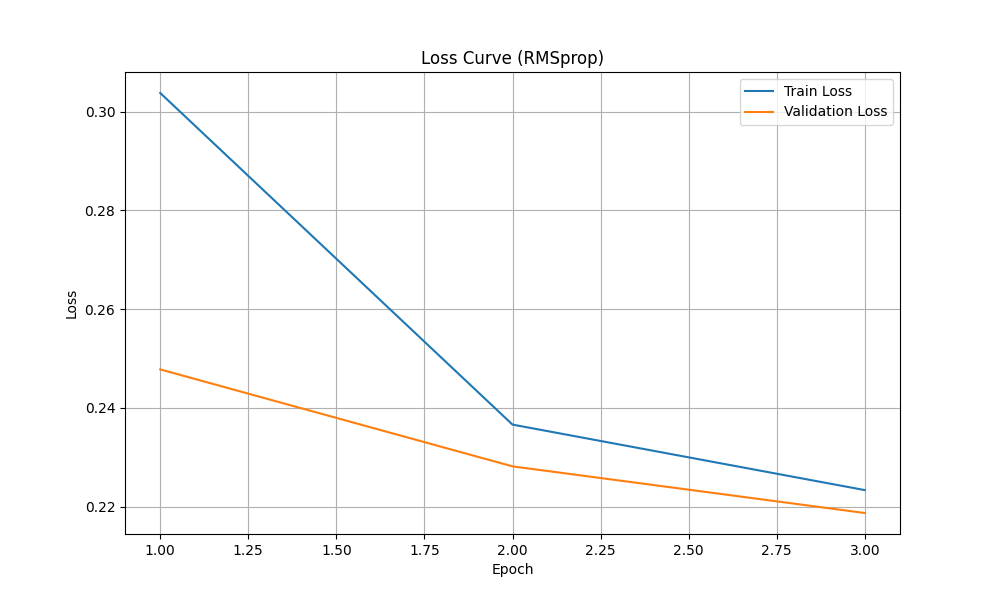 Loss Curve (RMSprop)
Train Loss
Validation Loss
Loss
0.30
0.28
0.26
0.24
0.22
1.00 1.25 1.50 1.75 2.00 2.25 2.50 2.75 3.00
Epoch